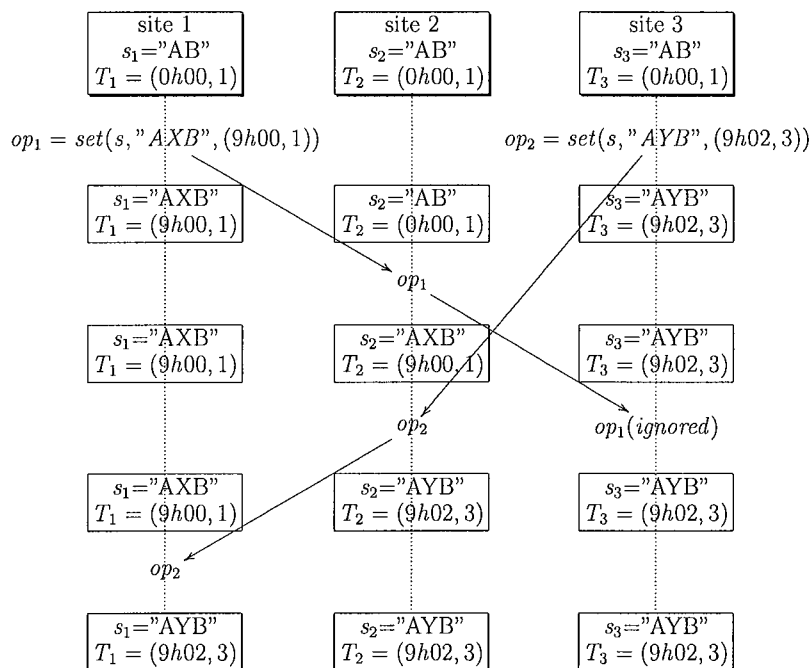 site 1 site 2 site 3
s₁="AB" s₂="AB" s₃="AB"
T₁ = (0h00, 1) T₂ = (0h00, 1) T₃ = (0h00, 1)
op₁ = set(s, "AXB", (9h00, 1)) op₂ = set(s, "AYB", (9h02, 3))
s₁="AXB" s₂="AB" s₃="AYB"
T₁ = (9h00, 1) T₂ = (0h00, 1) T₃ = (9h02, 3)
op₁
s₁="AXB" s₂="AXB" s₃="AYB"
T₁ = (9h00, 1) T₂ = (9h00, 1) T₃ = (9h02, 3)
op₂ op₁(ignored)
s₁="AXB" s₂="AYB" s₃="AYB"
T₁ = (9h00, 1) T₂ = (9h02, 3) T₃ = (9h02, 3)
op₂
s₁="AYB" s₂="AYB" s₃="AYB"
T₁ = (9h02, 3) T₂ = (9h02, 3) T₃ = (9h02, 3)